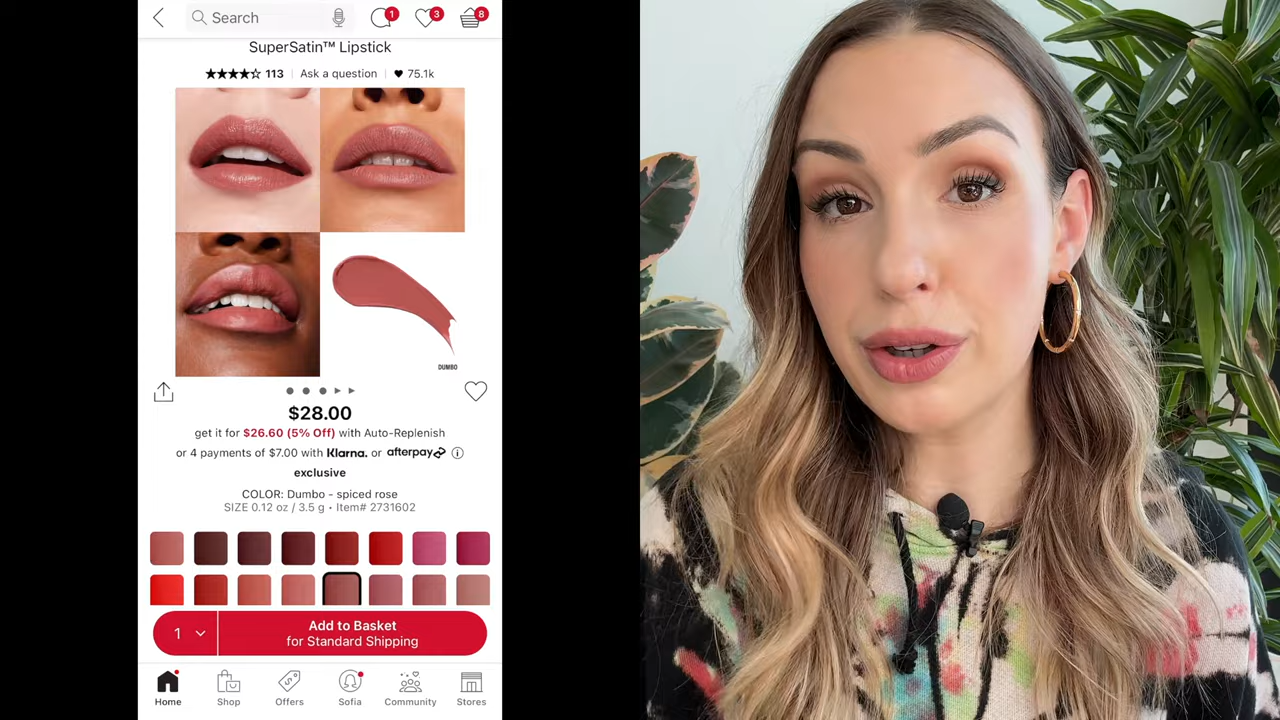 Search
1
3
8
SuperSatin™ Lipstick
★★★★☆ 113 | Ask a question | ♥ 75.1k
DUMBO
$28.00
get it for $26.60 (5% Off) with Auto-Replenish
or 4 payments of $7.00 with Klarna. or afterpay
exclusive
COLOR: Dumbo - spiced rose
SIZE 0.12 oz / 3.5 g • Item# 2731602
1
Add to Basket
for Standard Shipping
Home
Shop
Offers
Sofia
Community
Stores